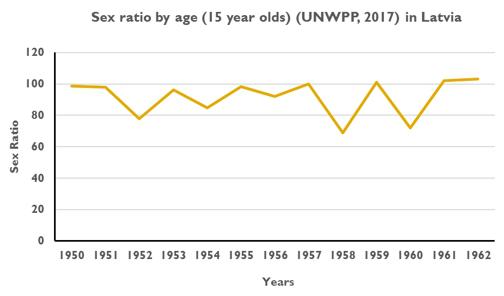 Sex ratio by age (15 year olds) (UNWPP, 2017) in Latvia
120
100
80
60
40
20
0
Sex Ratio
1950 1951 1952 1953 1954 1955 1956 1957 1958 1959 1960 1961 1962
Years